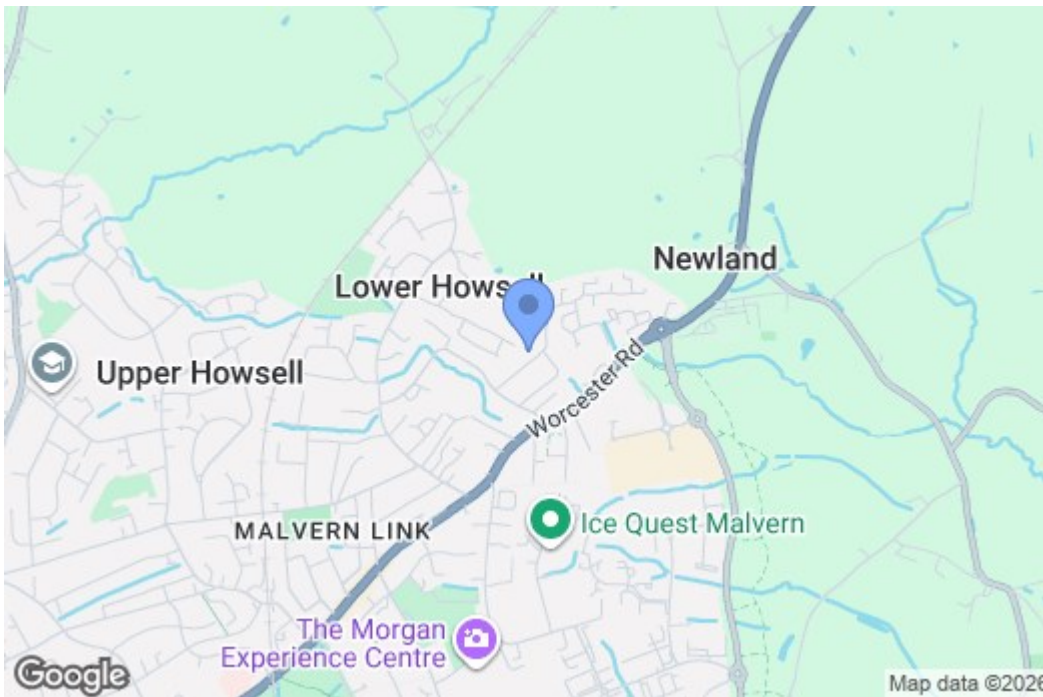 Newland
Lower Howsell
Upper Howsell
Worcester Rd
MALVERN LINK
Ice Quest Malvern
The Morgan
Experience Centre
Google
Map data ©2026